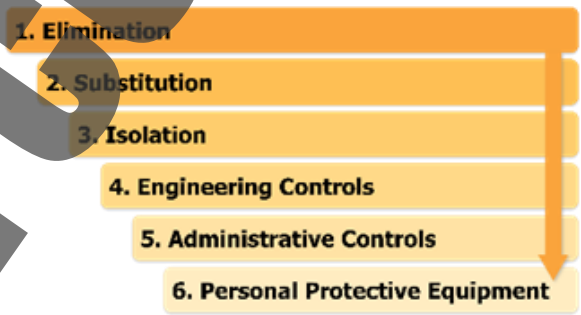 1. Elimination
2. Substitution
3. Isolation
4. Engineering Controls
5. Administrative Controls
6. Personal Protective Equipment